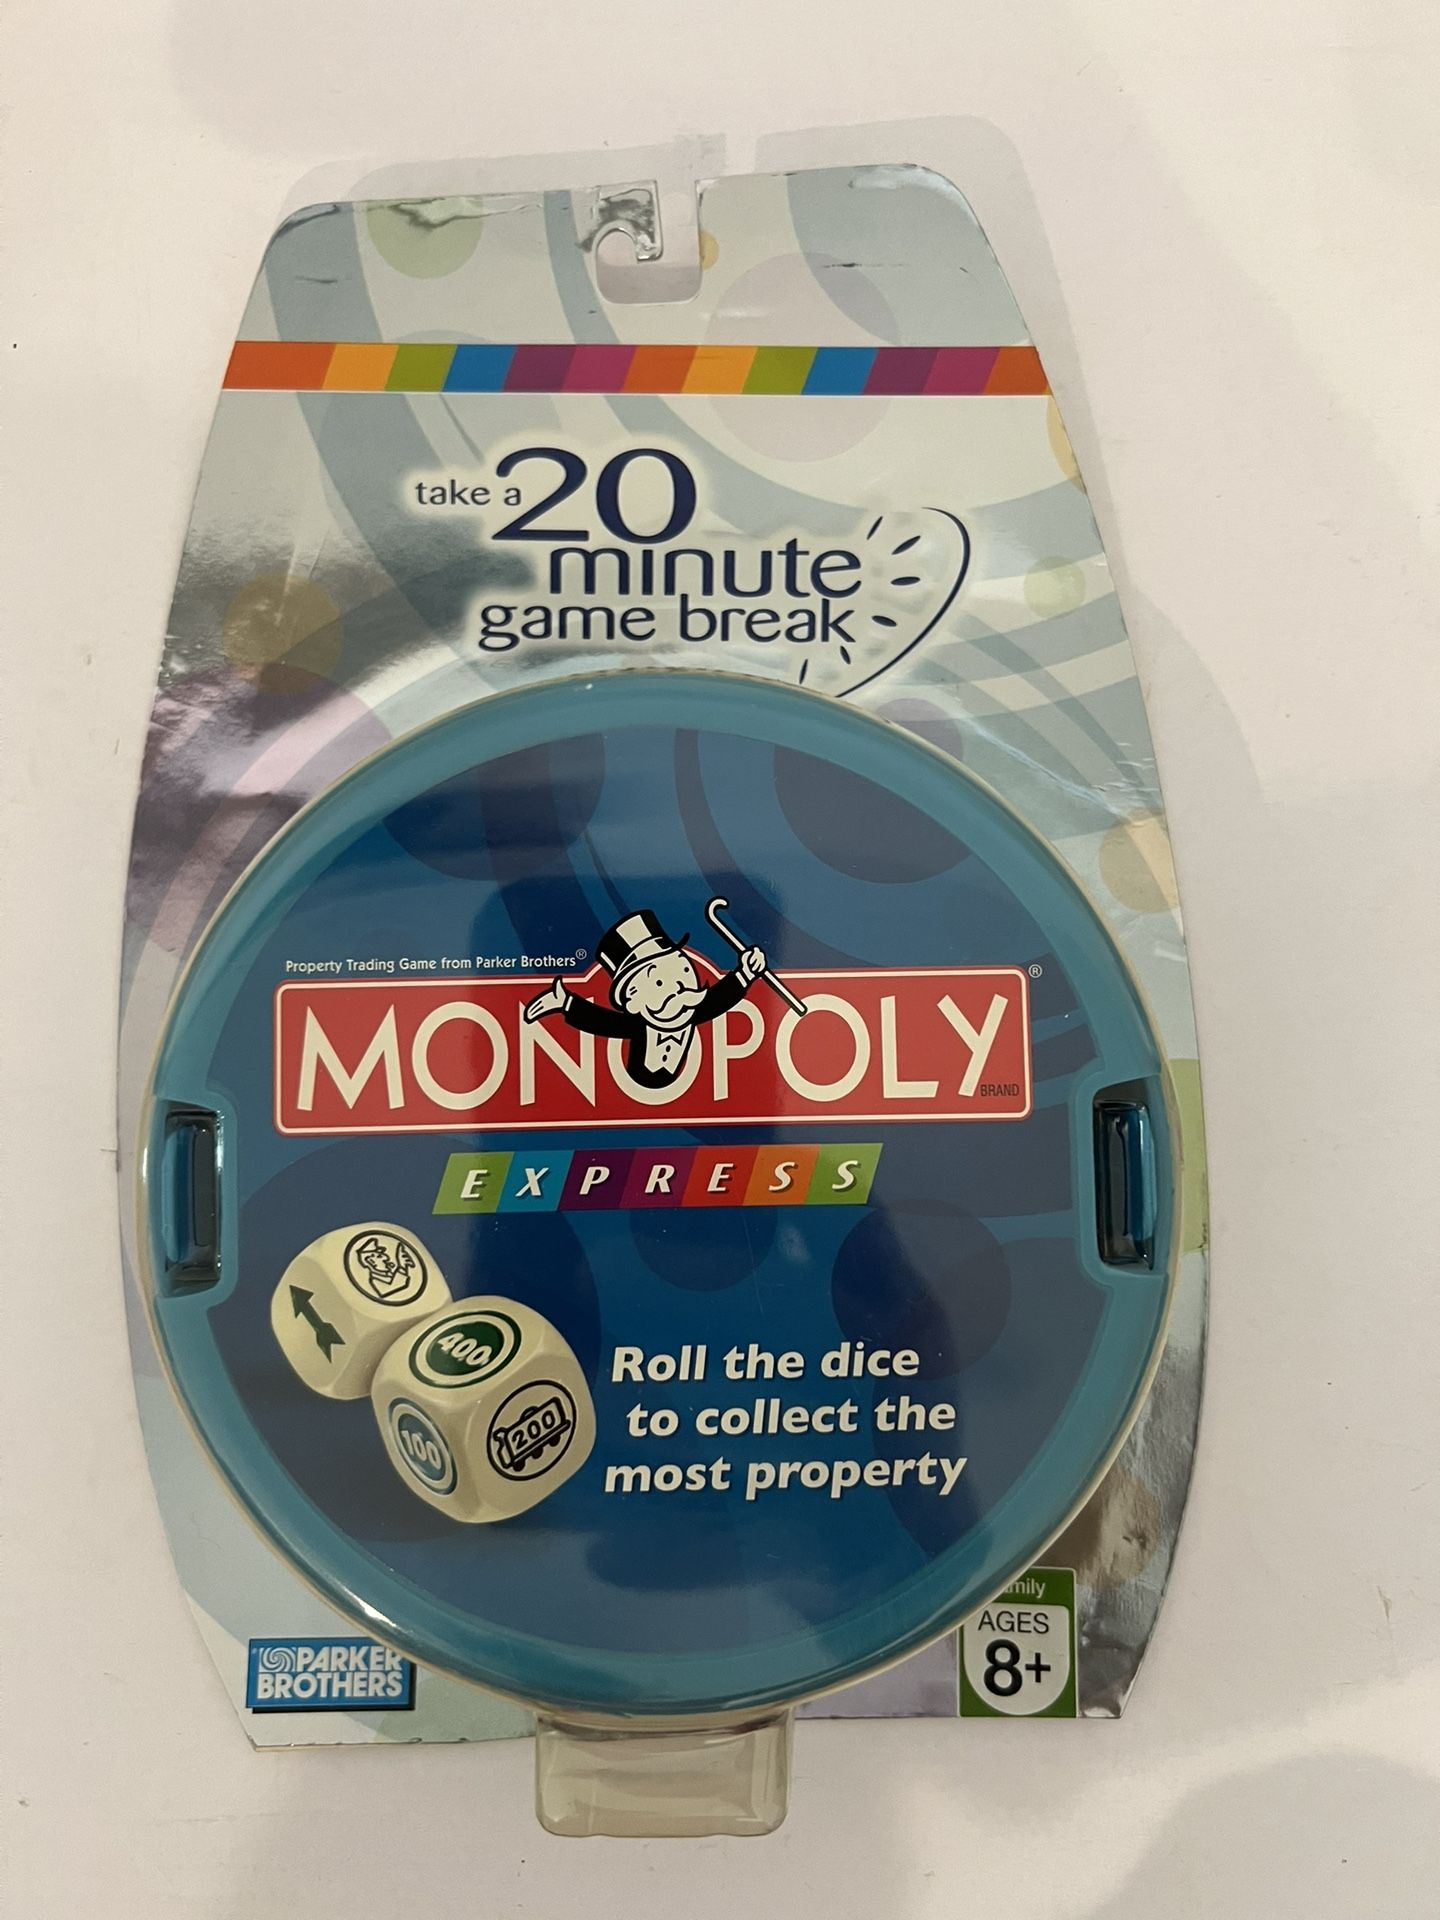 take a 20
minute
game break
Property Trading Game from Parker Brothers®
MONOPOLY®
BRAND
EXPRESS
400
100
200
Roll the dice
to collect the
most property
PARKER
BROTHERS
AGES
8+